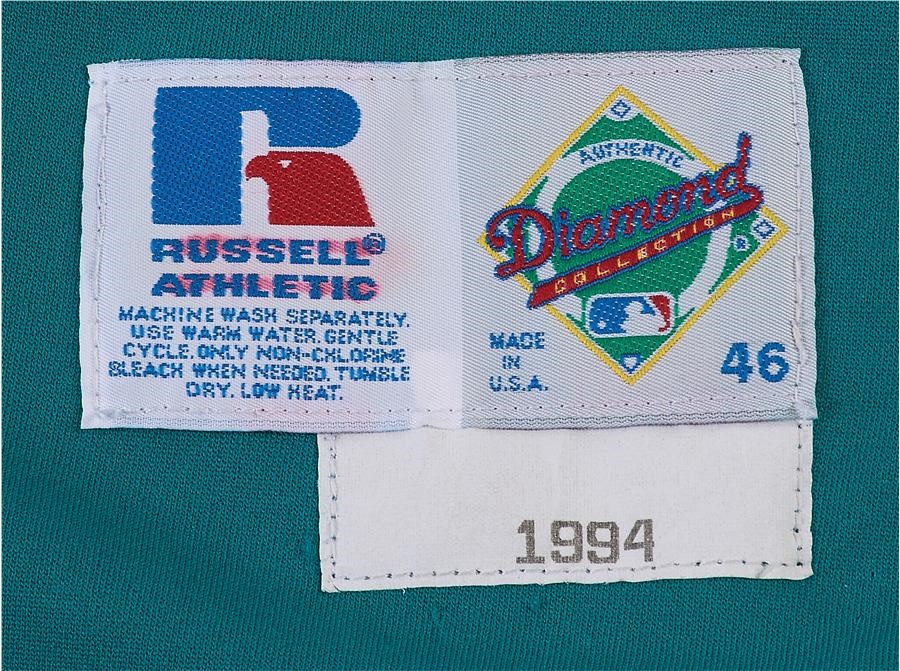 RUSSELL®
ATHLETIC
MACHINE WASH SEPARATELY.
USE WARM WATER. GENTLE
CYCLE. ONLY NON-CHLORINE
BLEACH WHEN NEEDED. TUMBLE
DRY. LOW HEAT.
AUTHENTIC
Diamond
COLLECTION
MADE
IN
U.S.A.
46
1994